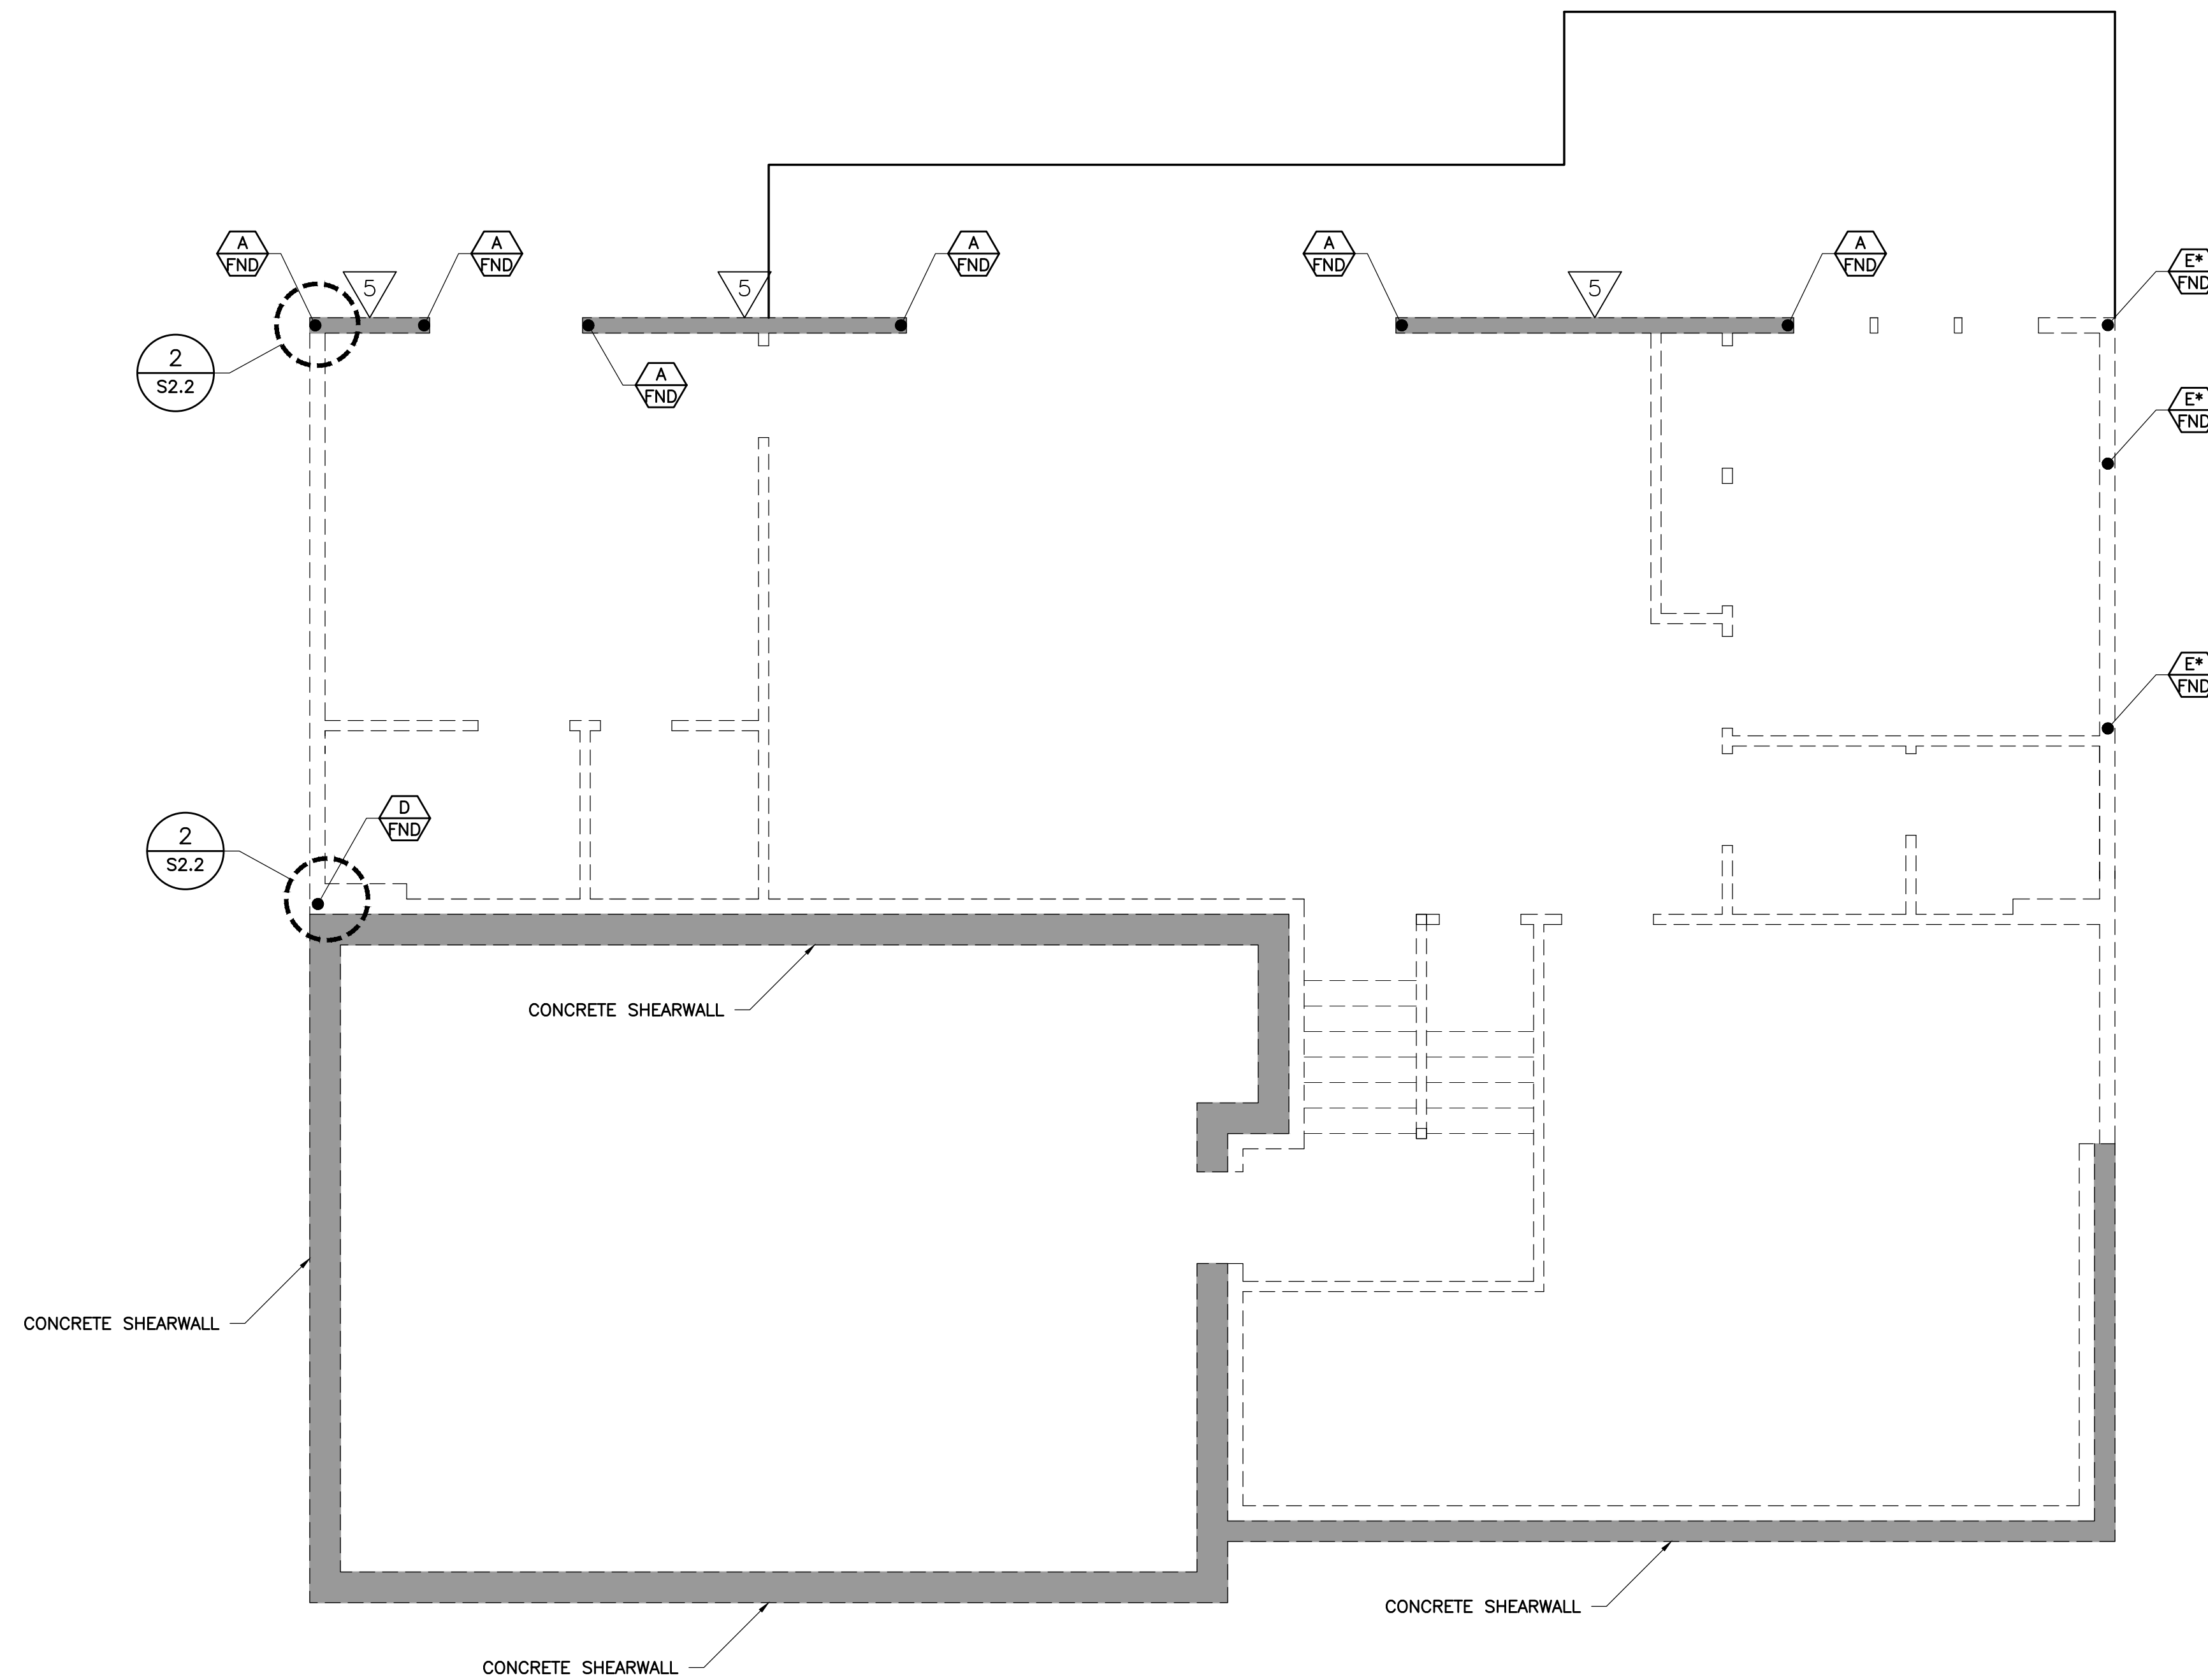 A
FND
A
FND
A
FND
A
FND
A
FND
E*
FND
5
5
5
2
S2.2
A
FND
E*
FND
E*
FND
D
FND
2
S2.2
CONCRETE SHEARWALL
CONCRETE SHEARWALL
CONCRETE SHEARWALL
CONCRETE SHEARWALL